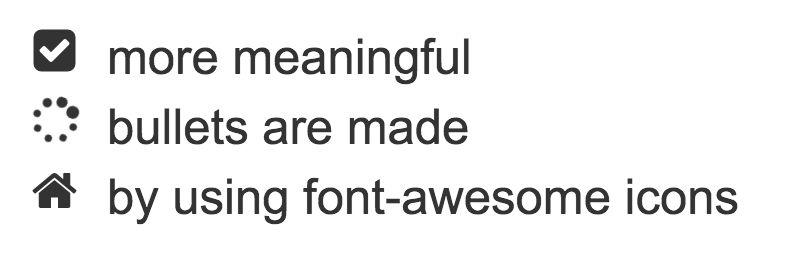 more meaningful
bullets are made
by using font-awesome icons